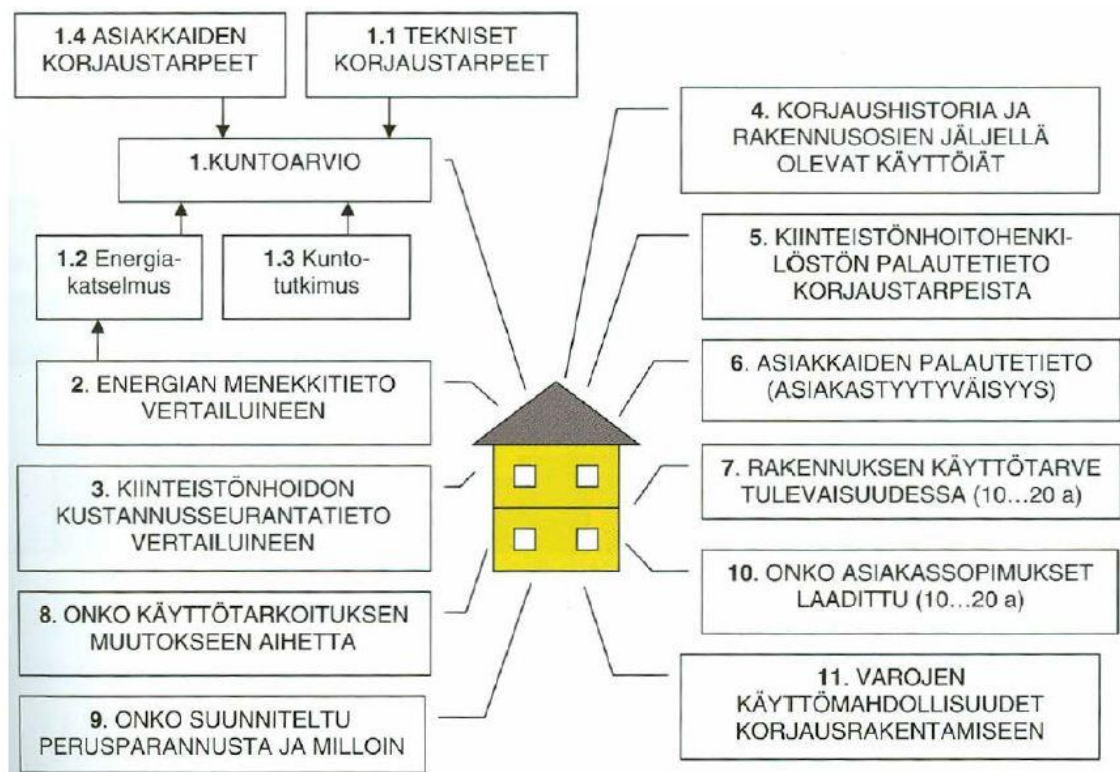 1.4 ASIAKKAIDEN
KORJAUSTARPEET
1.1 TEKNISET
KORJAUSTARPEET
1.KUNTOARVIO
1.2 Energia-
katselmus
1.3 Kunto-
tutkimus
2. ENERGIAN MENEKKITIETO
VERTAILUINEEN
3. KIINTEISTÖNHOIDON
KUSTANNUSSEURANTATIETO
VERTAILUINEEN
8. ONKO KÄYTTÖTARKOITUKSEN
MUUTOKSEEN AIHETTA
9. ONKO SUUNNITELTU
PERUSPARANNUSTA JA MILLOIN
4. KORJAUSHISTORIA JA
RAKENNUSOSIEN JÄLJELLÄ
OLEVAT KÄYTTÖIÄT
5. KIINTEISTÖNHOITOHENKI-
LÖSTÖN PALAUTETIETO
KORJAUSTARPEISTA
6. ASIAKKAIDEN PALAUTETIETO
(ASIAKASTYYTYVÄISYYS)
7. RAKENNUKSEN KÄYTTÖTARVE
TULEVAISUUDESSA (10...20 a)
10. ONKO ASIAKASSOPIMUKSET
LAADITTU (10...20 a)
11. VAROJEN
KÄYTTÖMAHDOLLISUUDET
KORJAUSRAKENTAMISEEN